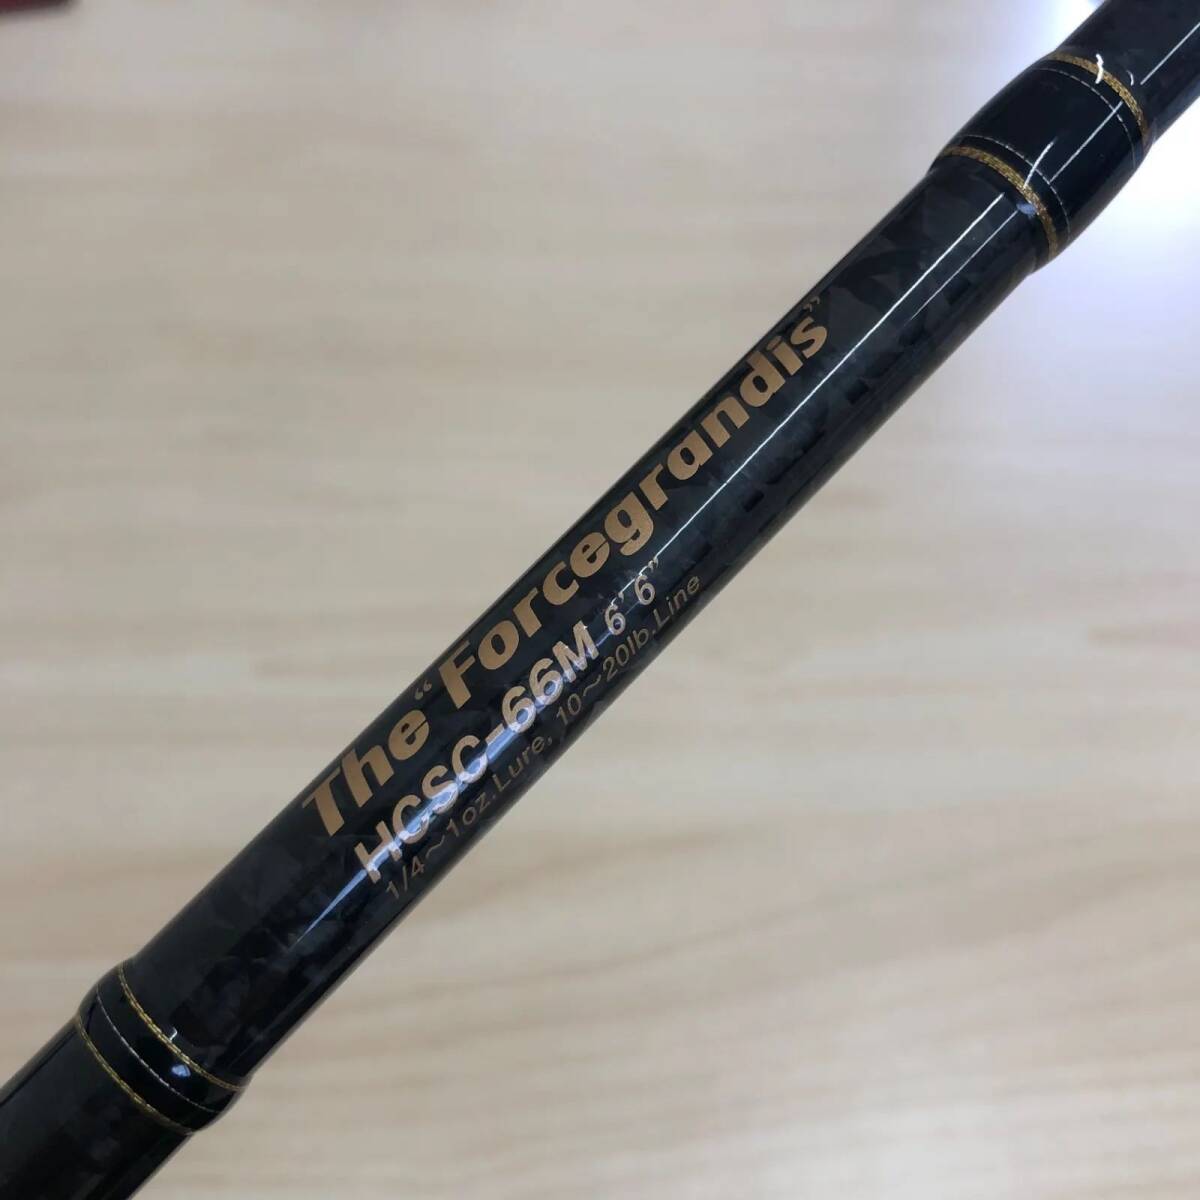 The “Forcegrandis”
HCSC-66M 6’6”
1/4～1oz.Lure, 10～20lb.Line